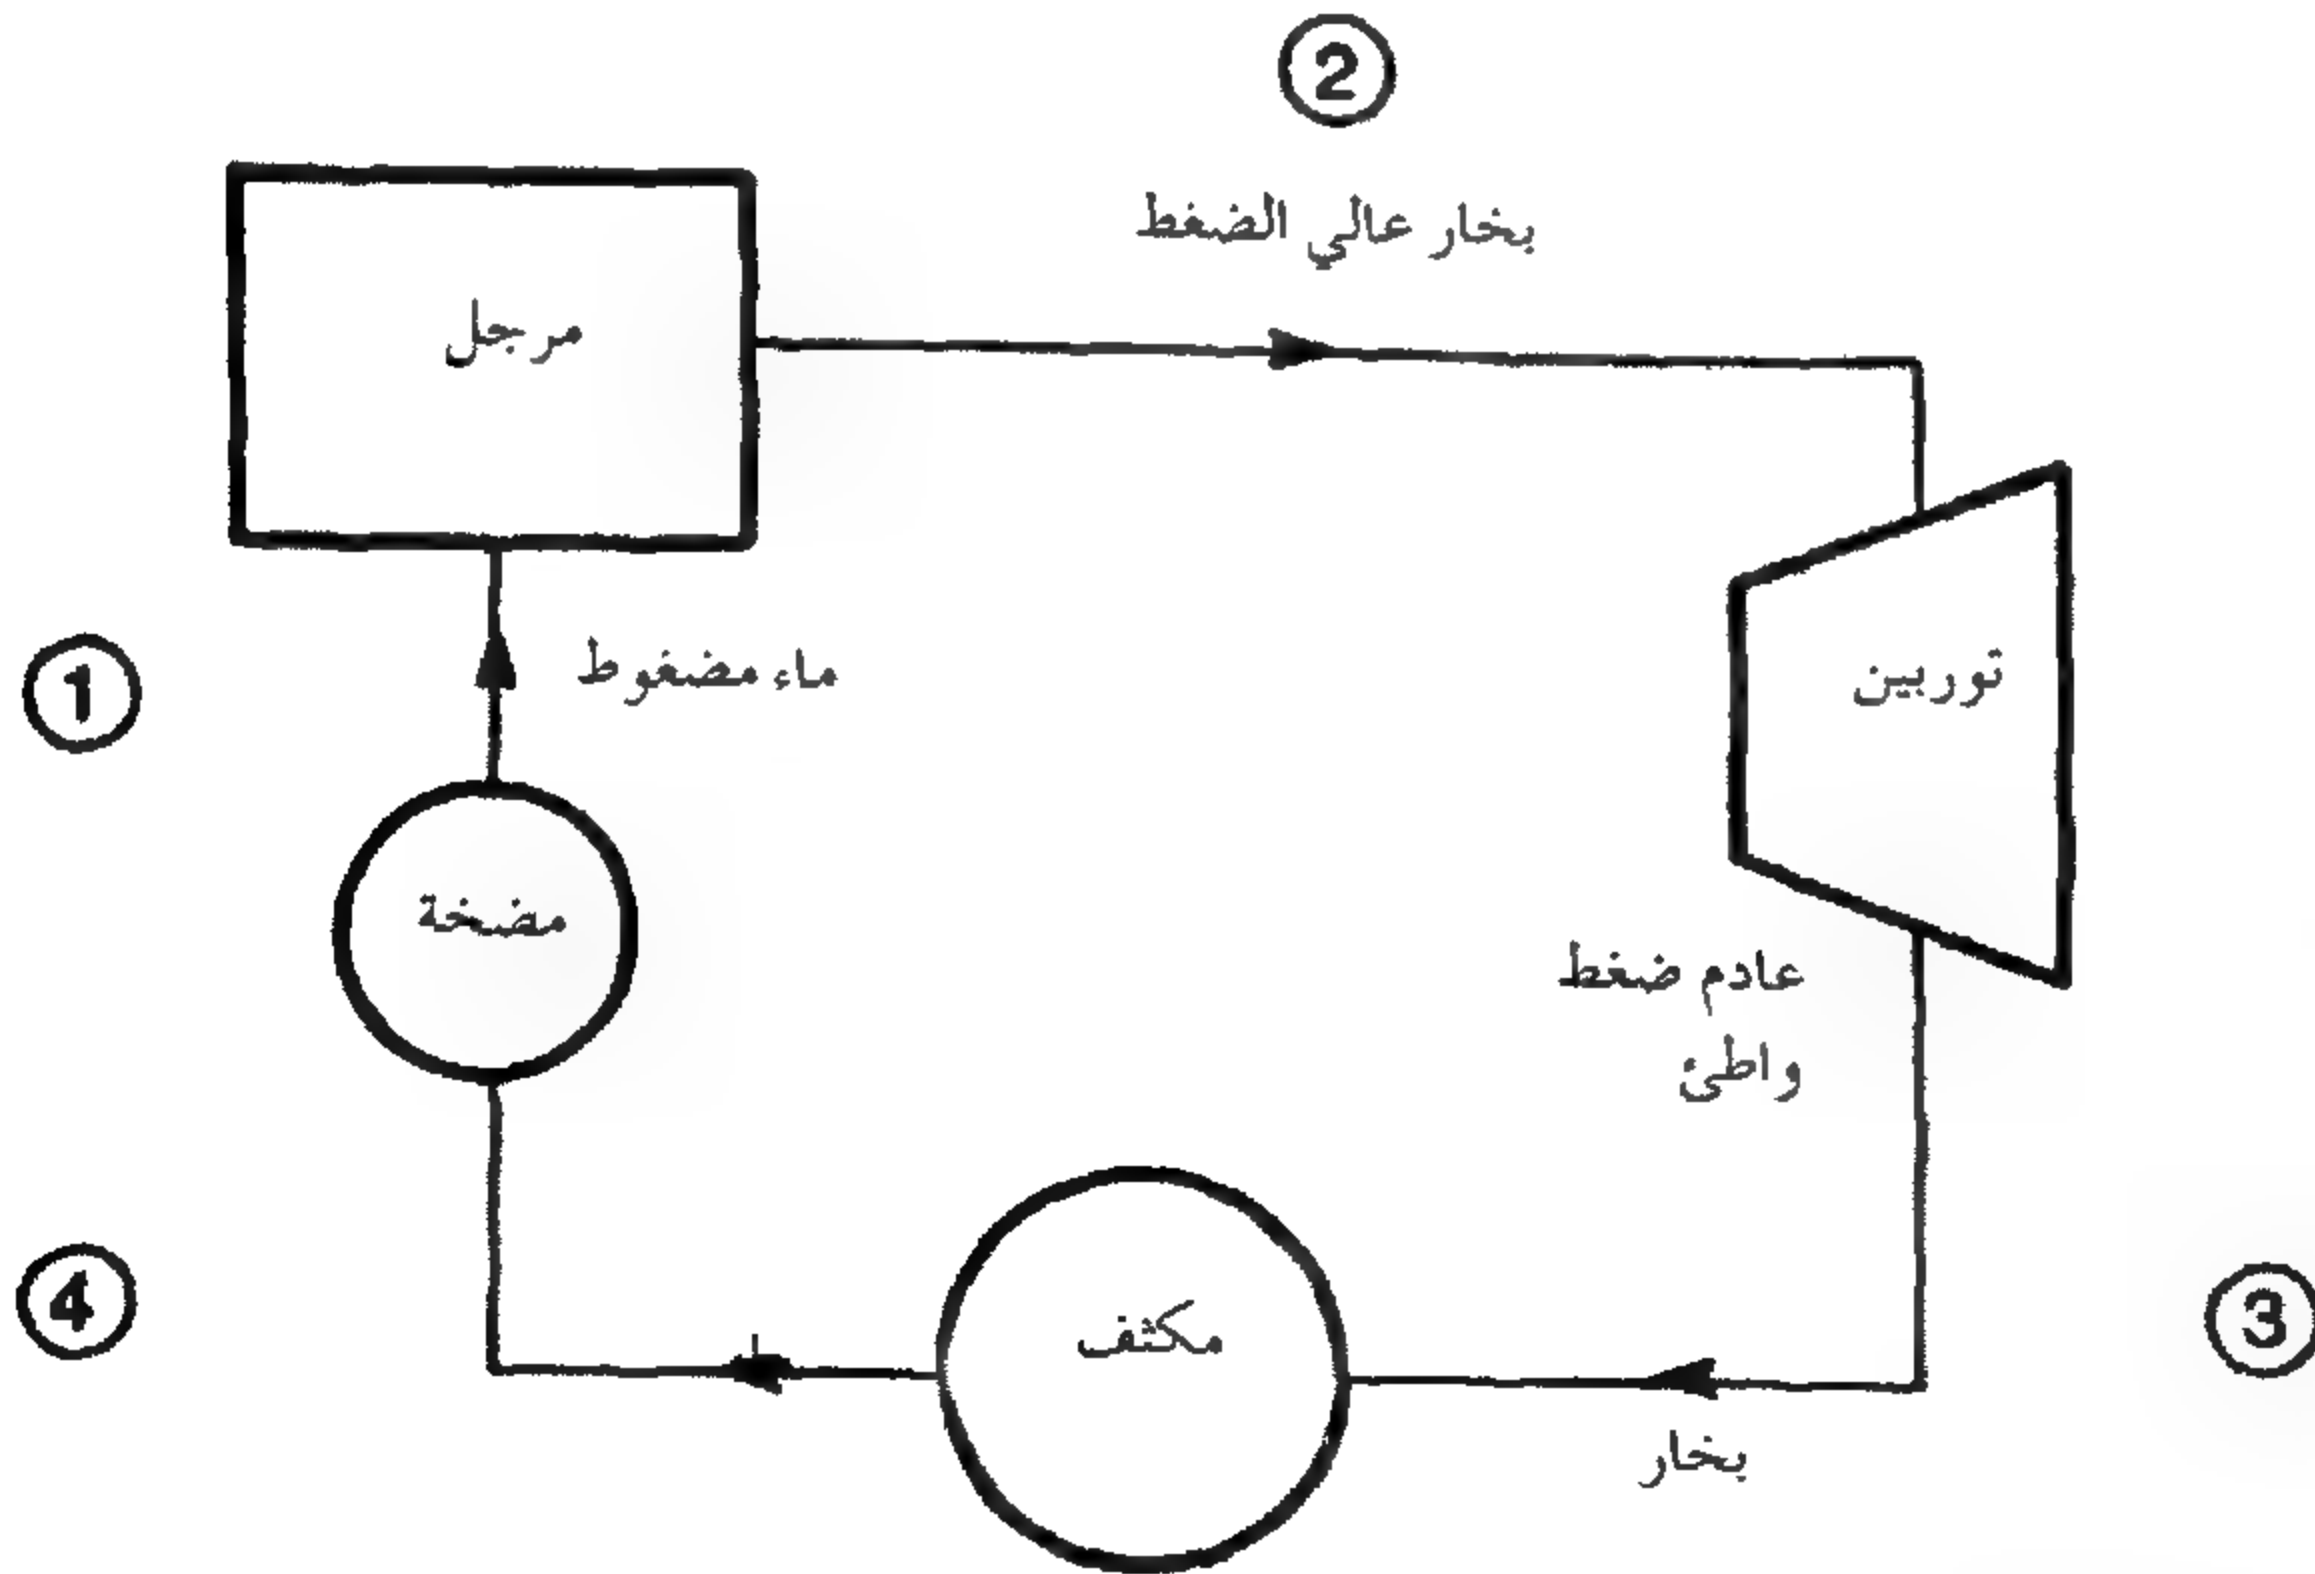 2
بخار عالي الضغط
مرجل
1
ماء مضغوط
توربين
مضخة
عادم ضغط
واطئ
4
مكثف
3
بخار